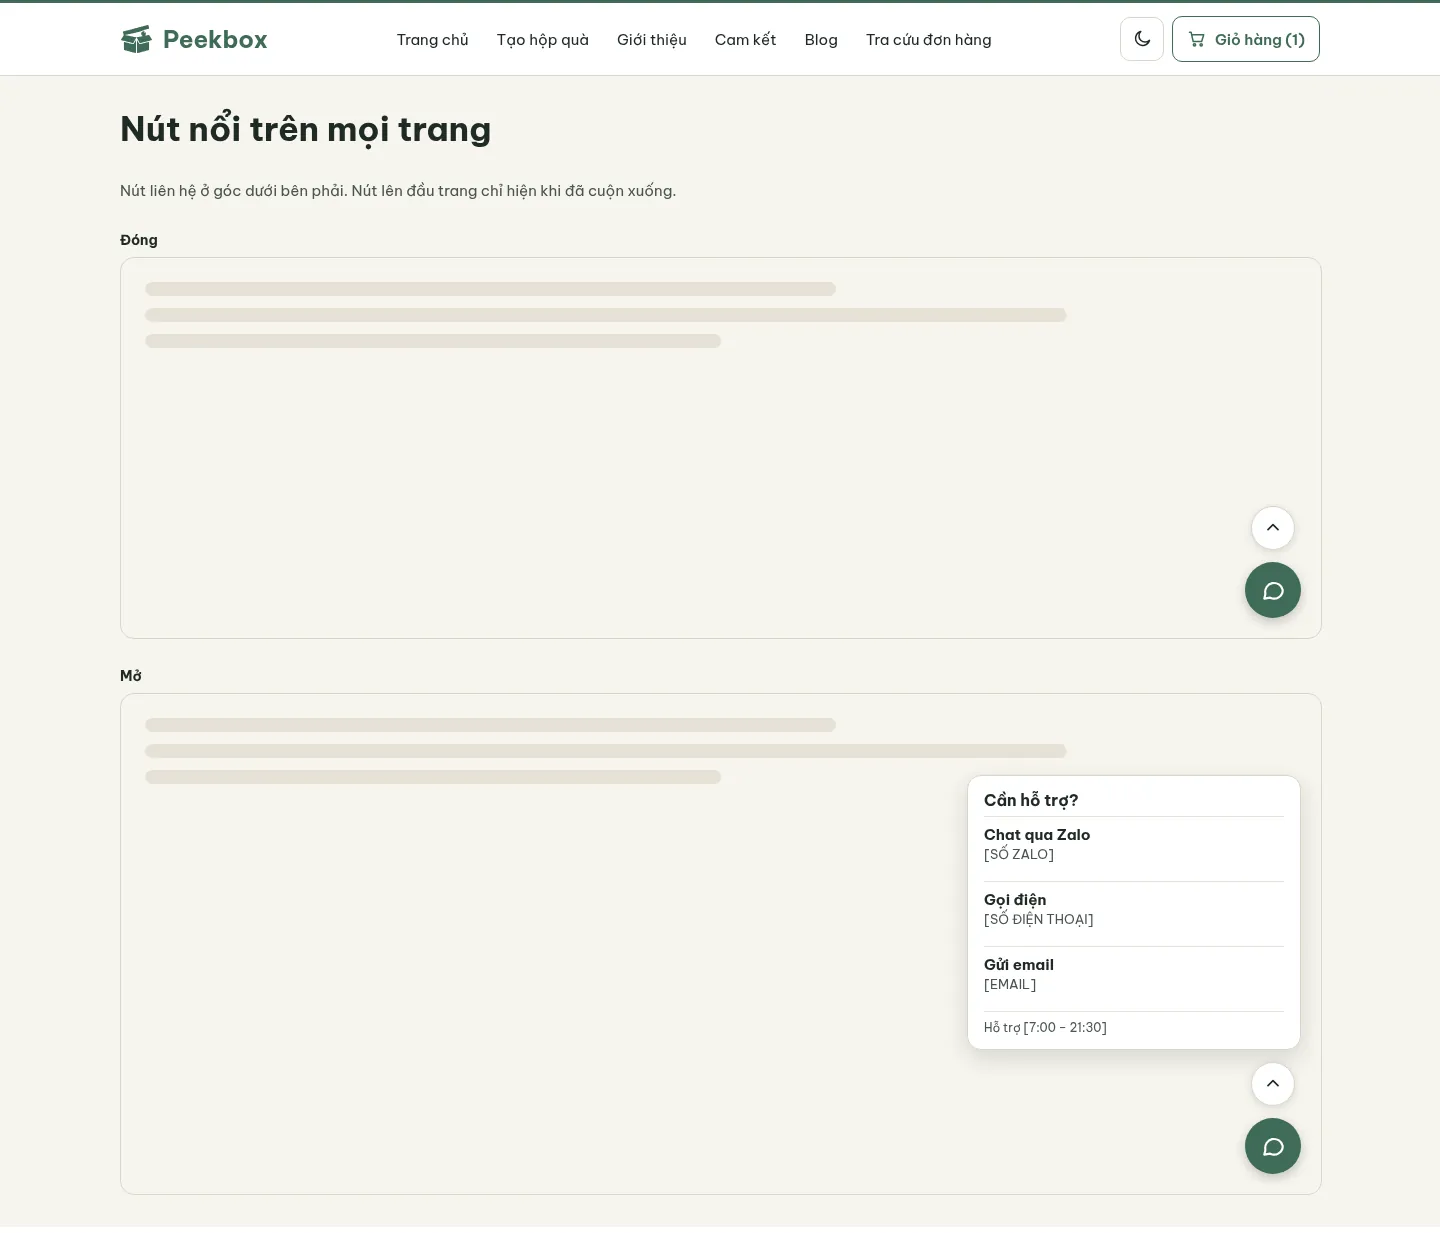 Peekbox
Trang chủ
Tạo hộp quà
Giới thiệu
Cam kết
Blog
Tra cứu đơn hàng
Giỏ hàng (1)
Nút nổi trên mọi trang
Nút liên hệ ở góc dưới bên phải. Nút lên đầu trang chỉ hiện khi đã cuộn xuống.
Đóng
Mở
Cần hỗ trợ?
Chat qua Zalo
[SỐ ZALO]
Gọi điện
[SỐ ĐIỆN THOẠI]
Gửi email
[EMAIL]
Hỗ trợ [7:00 – 21:30]